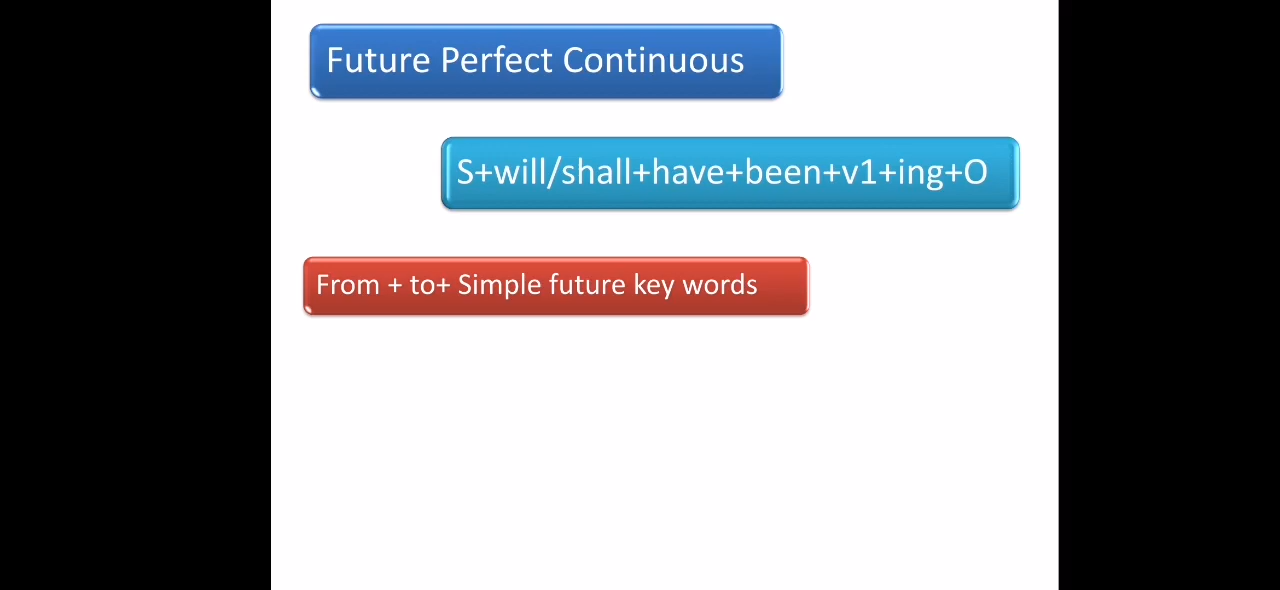 Future Perfect Continuous
S+will/shall+have+been+v1+ing+O
From + to+ Simple future key words